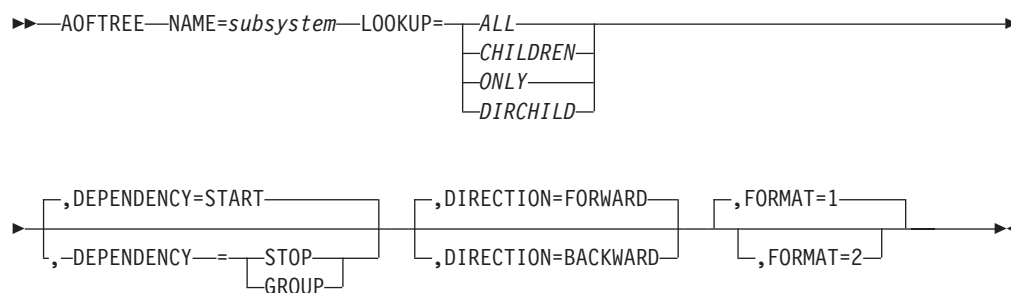 AOFTREE NAME=subsystem LOOKUP= ALL
CHILDREN
ONLY
DIRCHILD
,DEPENDENCY=START ,DIRECTION=FORWARD ,FORMAT=1
, DEPENDENCY = STOP ,DIRECTION=BACKWARD ,FORMAT=2
GROUP